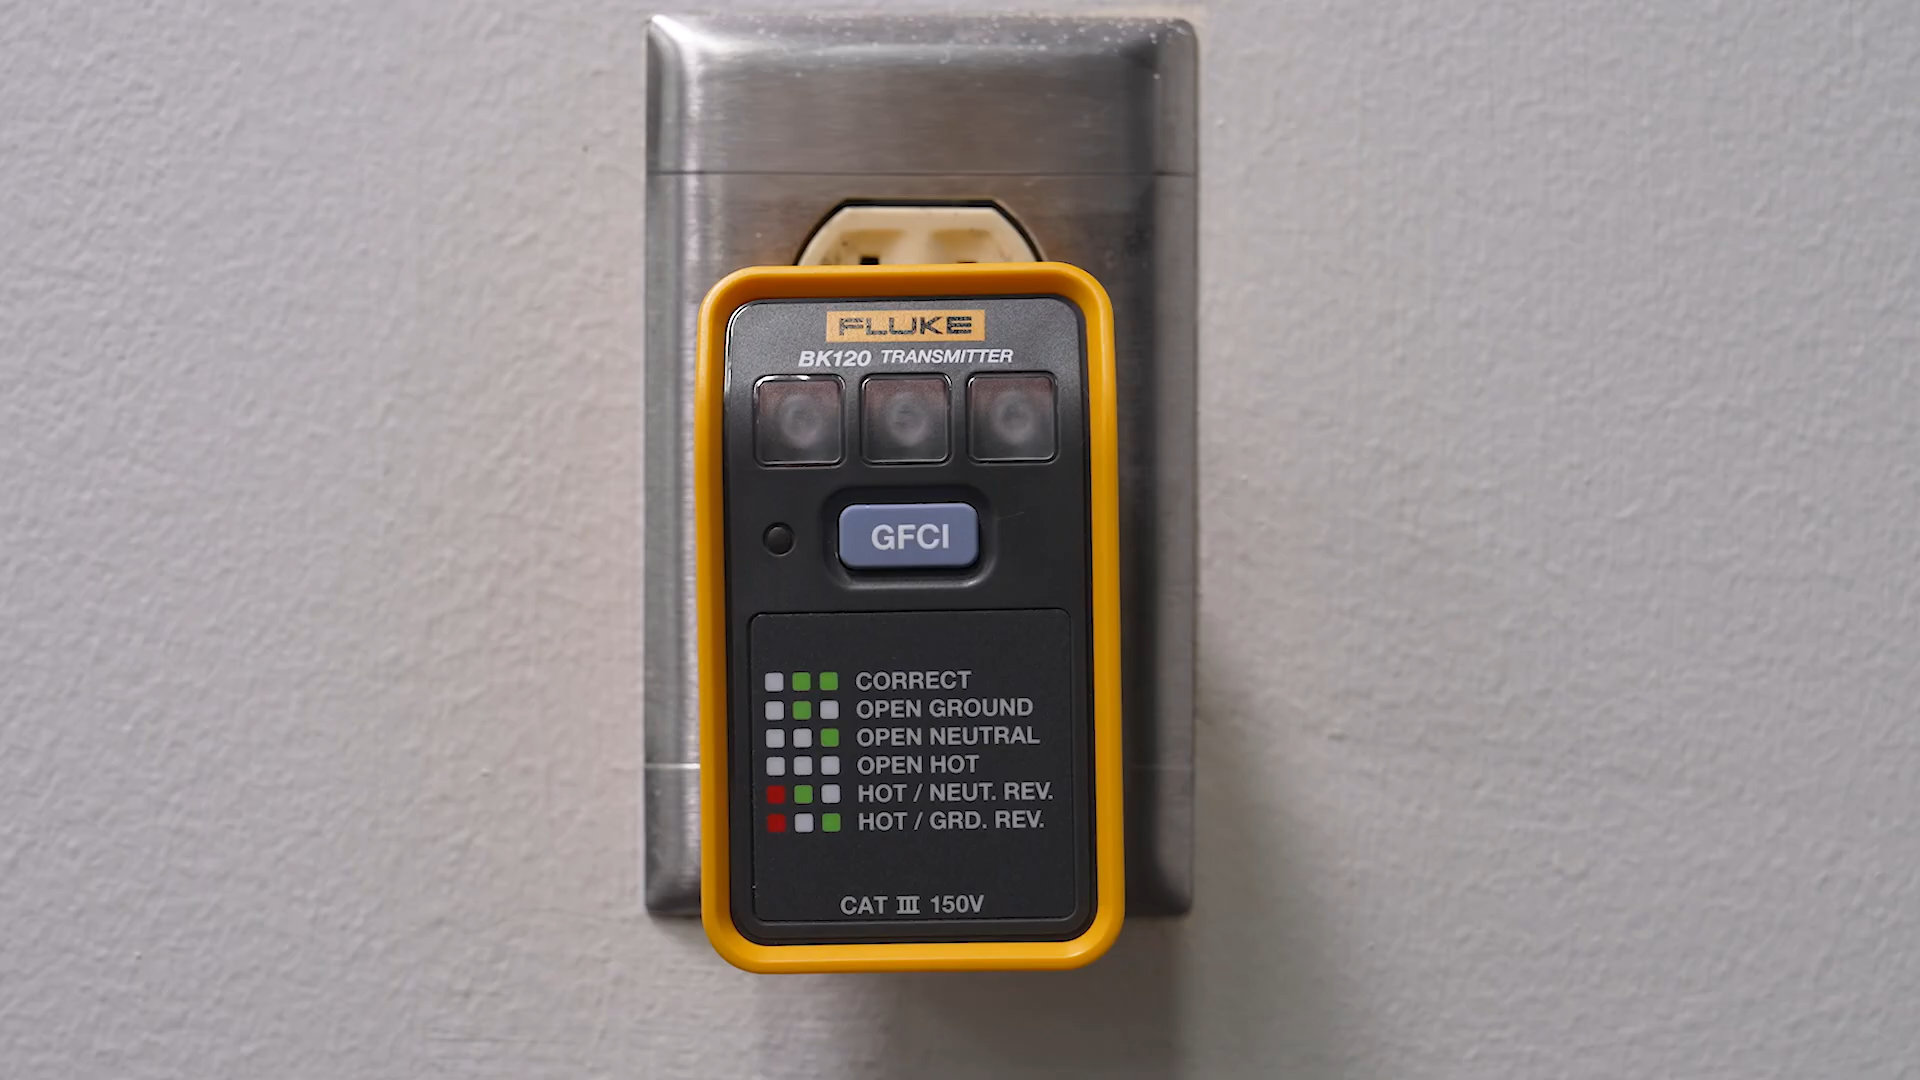 FLUKE
BK120 TRANSMITTER
GFCI
CORRECT
OPEN GROUND
OPEN NEUTRAL
OPEN HOT
HOT / NEUT. REV.
HOT / GRD. REV.
CAT III 150V